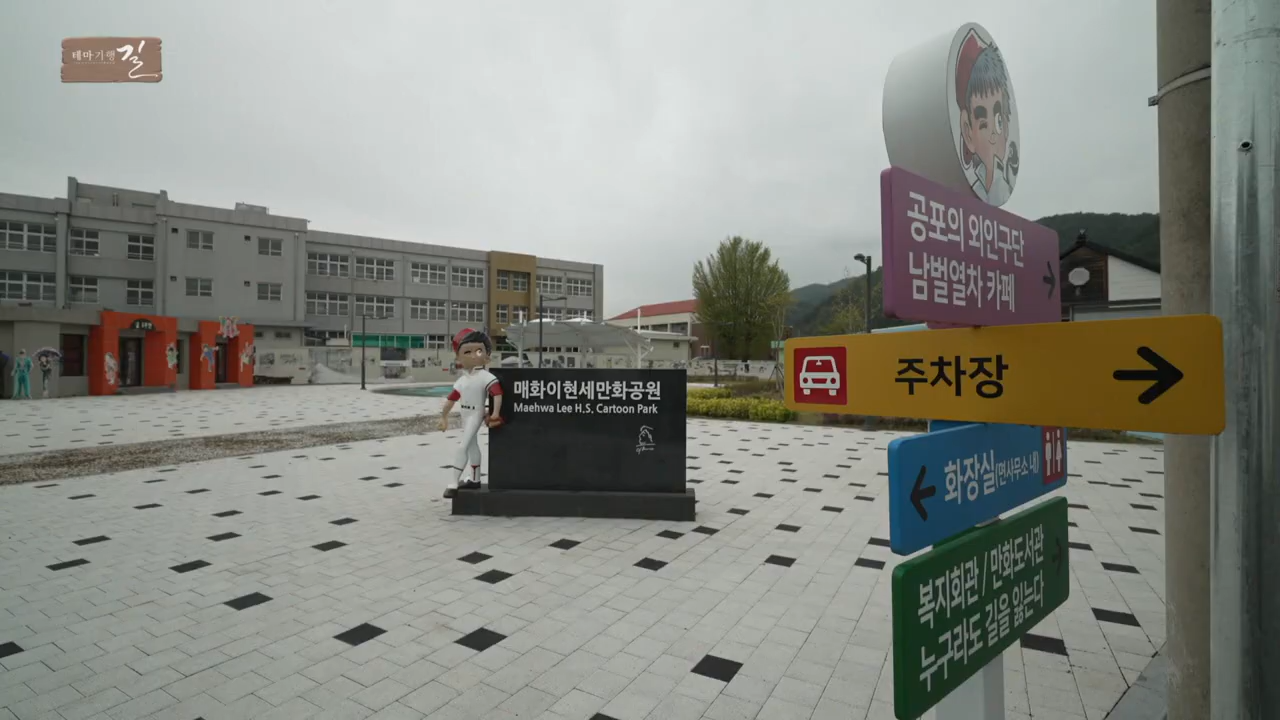 테마기행 길
공포의 외인구단
남벌열차 카페
주차장
화장실(면사무소 내)
복지회관 / 만화도서관
누구라도 길을 잃는다
매화이현세만화공원
Maehwa Lee H.S. Cartoon Park